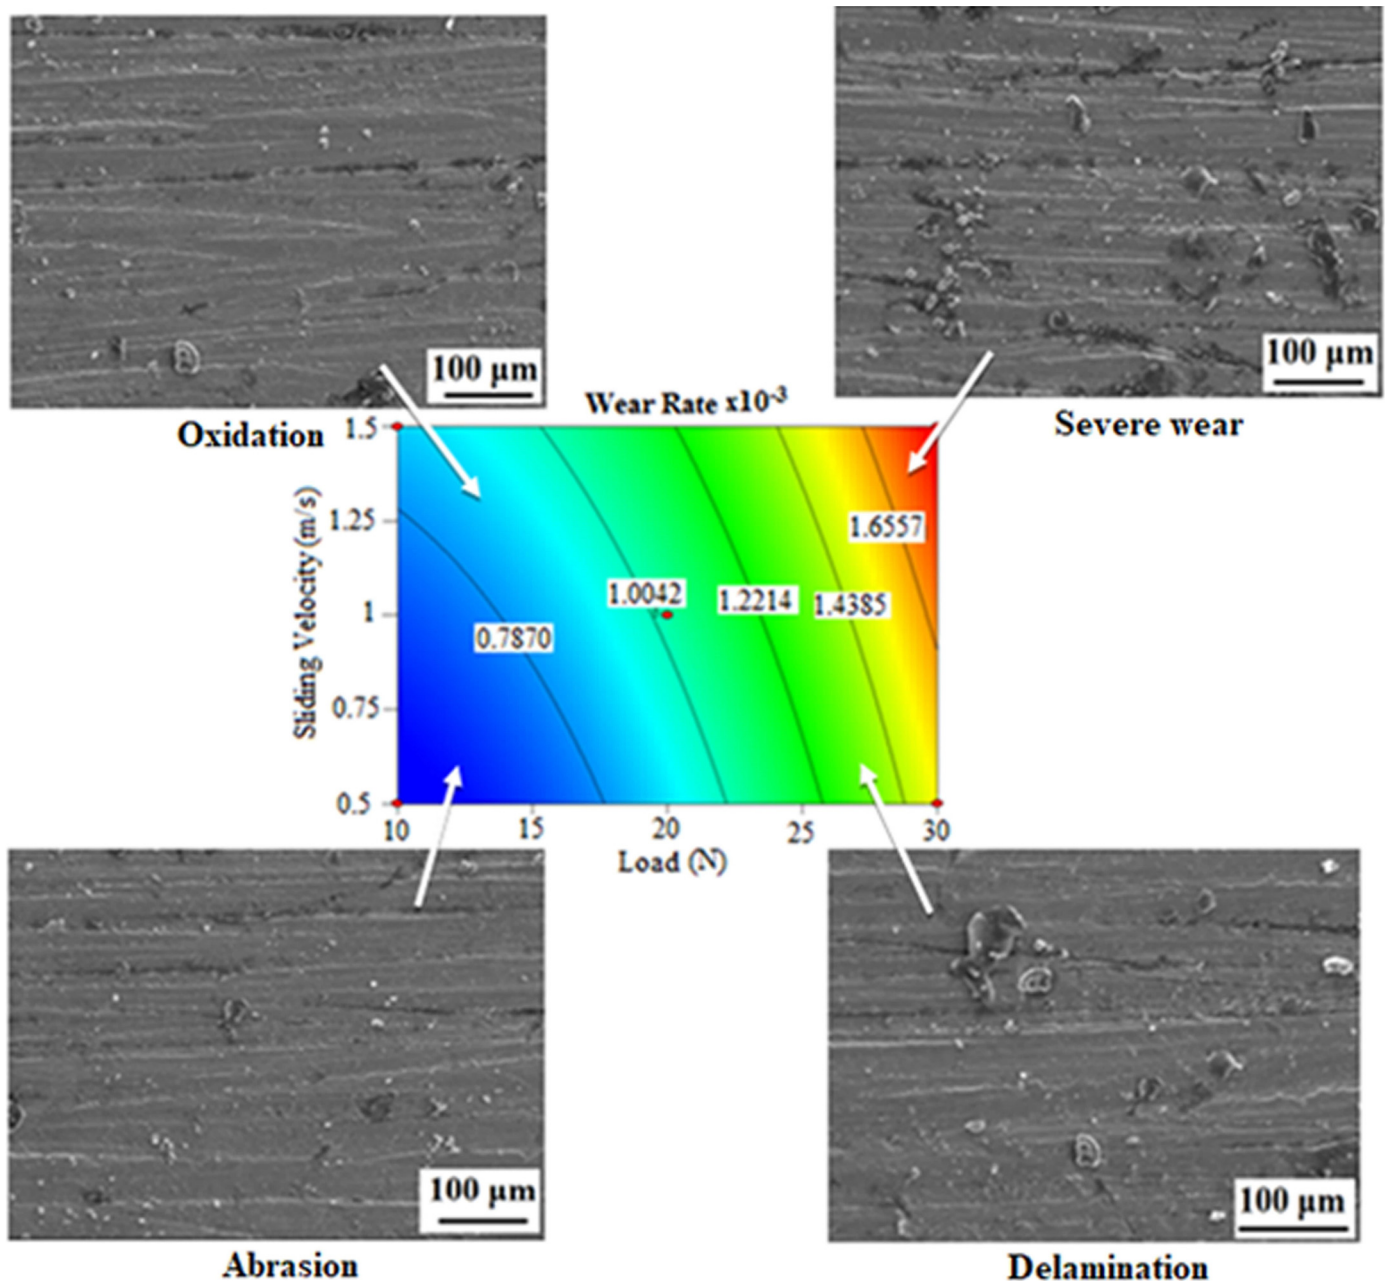 100 μm
100 μm
Oxidation
Severe wear
Wear Rate x10-3
1.5
1.25
1
0.75
0.5
Sliding Velocity (m/s)
1.6557
1.0042
1.2214
1.4385
0.7870
10
15
20
25
30
Load (N)
100 μm
100 μm
Abrasion
Delamination